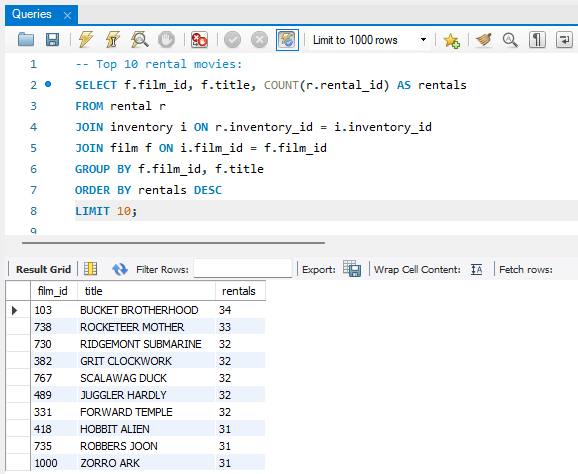 Queries
Limit to 1000 rows
1 -- Top 10 rental movies:
2 SELECT f.film_id, f.title, COUNT(r.rental_id) AS rentals
3 FROM rental r
4 JOIN inventory i ON r.inventory_id = i.inventory_id
5 JOIN film f ON i.film_id = f.film_id
6 GROUP BY f.film_id, f.title
7 ORDER BY rentals DESC
8 LIMIT 10;
9
Result Grid Filter Rows: Export: Wrap Cell Content: Fetch rows:
film_id title rentals
103 BUCKET BROTHERHOOD 34
738 ROCKETEER MOTHER 33
730 RIDGEMONT SUBMARINE 32
382 GRIT CLOCKWORK 32
767 SCALAWAG DUCK 32
489 JUGGLER HARDLY 32
331 FORWARD TEMPLE 32
418 HOBBIT ALIEN 31
735 ROBBERS JOON 31
1000 ZORRO ARK 31